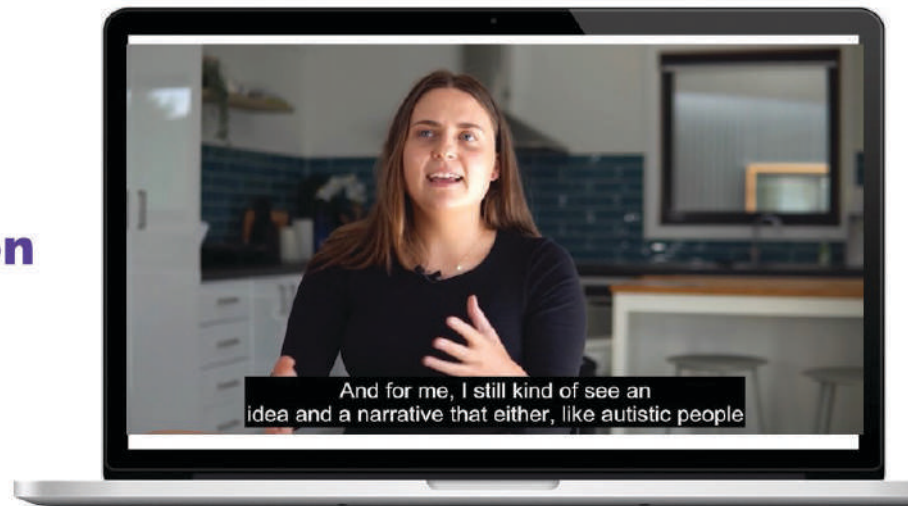 n
And for me, I still kind of see an
idea and a narrative that either, like autistic people